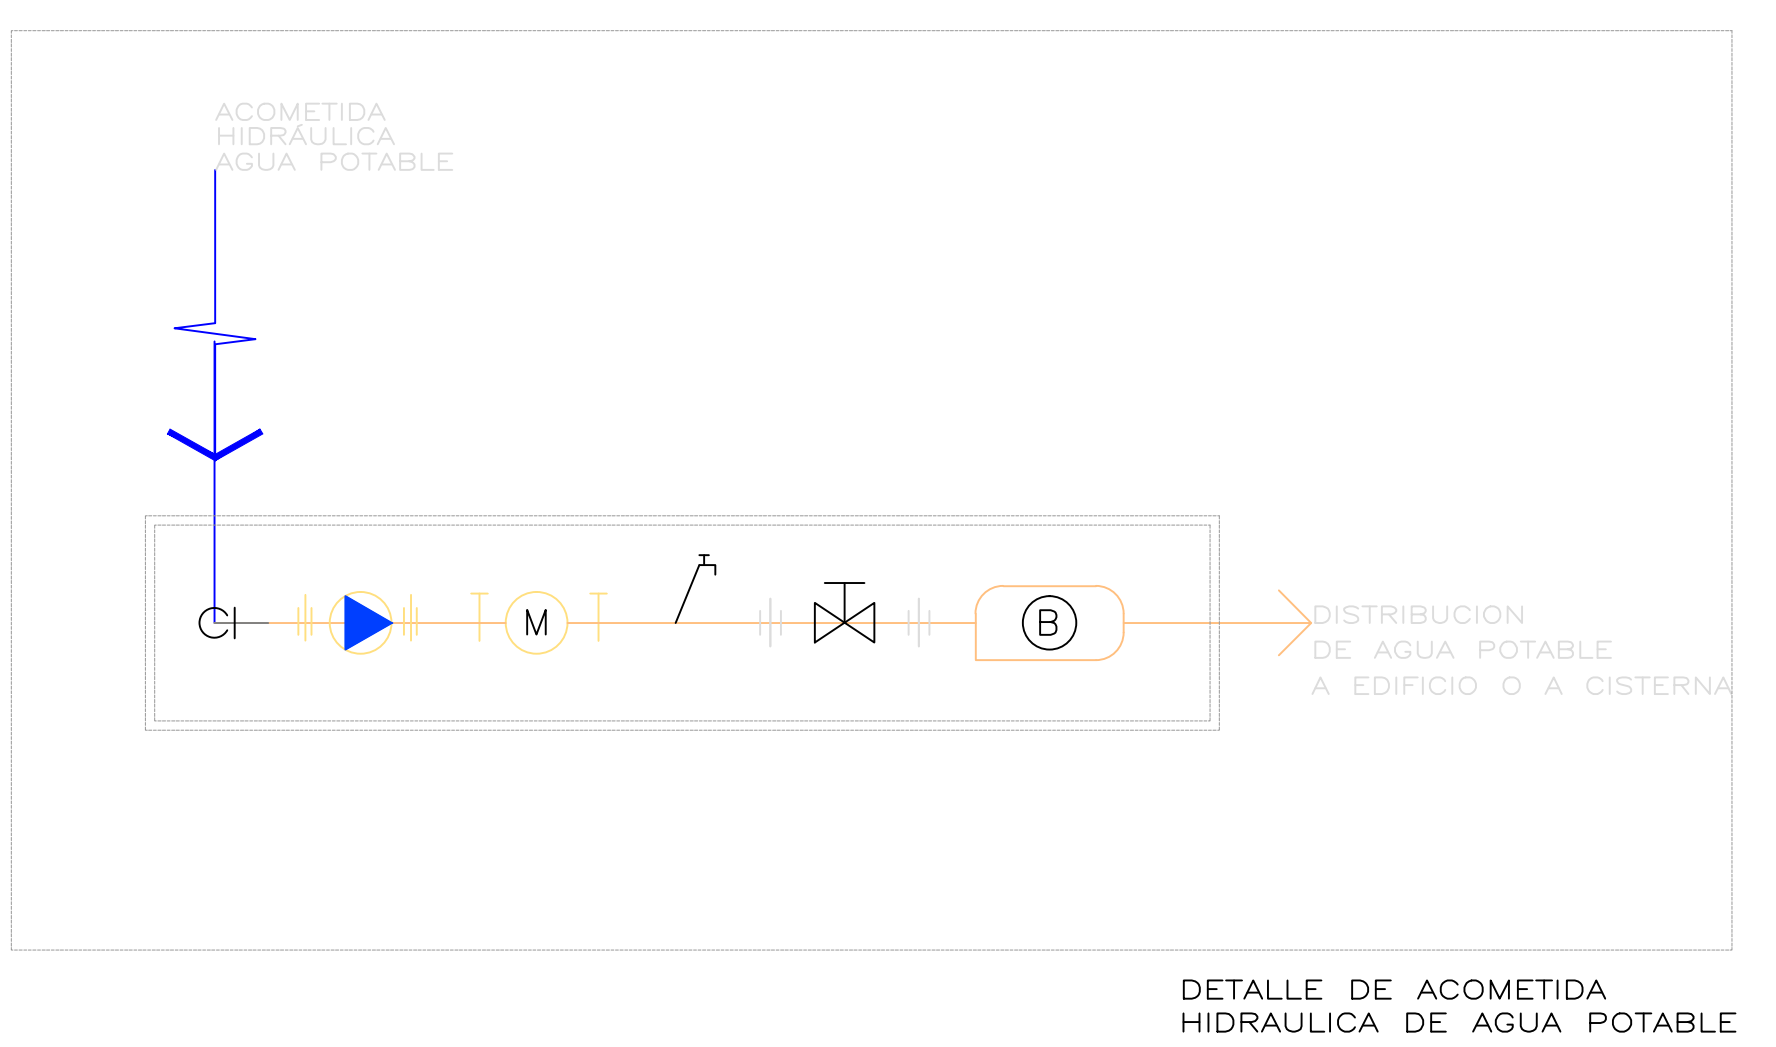 ACOMETIDA
HIDRÁULICA
AGUA POTABLE
M
B
DISTRIBUCION
DE AGUA POTABLE
A EDIFICIO O A CISTERNA
DETALLE DE ACOMETIDA
HIDRAULICA DE AGUA POTABLE